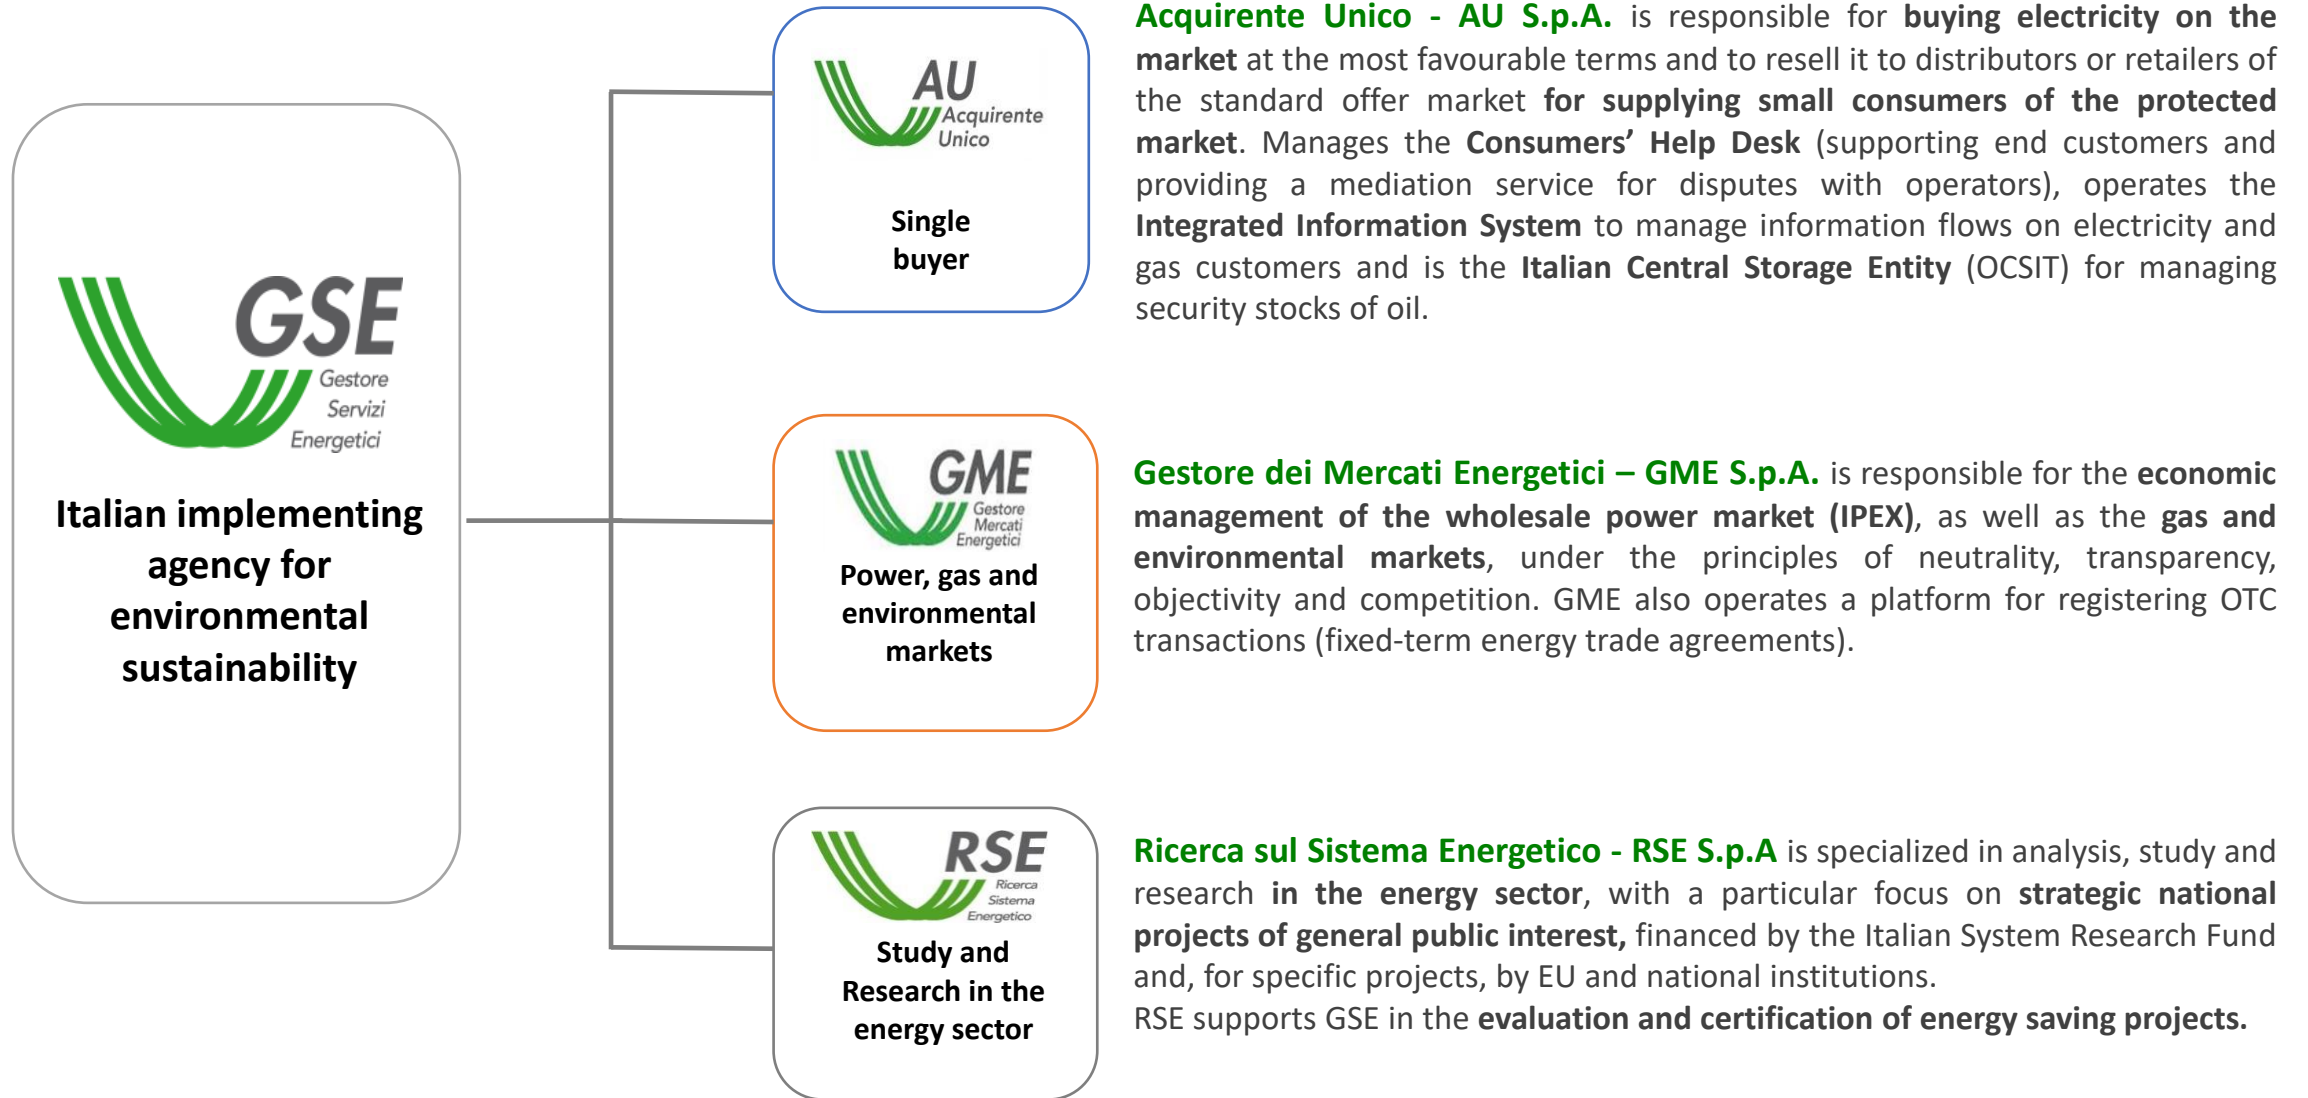 GSE
Gestore
Servizi
Energetici
Italian implementing
agency for
environmental
sustainability
AU
Acquirente
Unico
Single
buyer
Acquirente Unico - AU S.p.A. is responsible for buying electricity on the
market at the most favourable terms and to resell it to distributors or retailers of
the standard offer market for supplying small consumers of the protected
market. Manages the Consumers’ Help Desk (supporting end customers and
providing a mediation service for disputes with operators), operates the
Integrated Information System to manage information flows on electricity and
gas customers and is the Italian Central Storage Entity (OCSIT) for managing
security stocks of oil.
GME
Gestore
Mercati
Energetici
Power, gas and
environmental
markets
Gestore dei Mercati Energetici – GME S.p.A. is responsible for the economic
management of the wholesale power market (IPEX), as well as the gas and
environmental markets, under the principles of neutrality, transparency,
objectivity and competition. GME also operates a platform for registering OTC
transactions (fixed-term energy trade agreements).
RSE
Ricerca
Sistema
Energetico
Study and
Research in the
energy sector
Ricerca sul Sistema Energetico - RSE S.p.A is specialized in analysis, study and
research in the energy sector, with a particular focus on strategic national
projects of general public interest, financed by the Italian System Research Fund
and, for specific projects, by EU and national institutions.
RSE supports GSE in the evaluation and certification of energy saving projects.